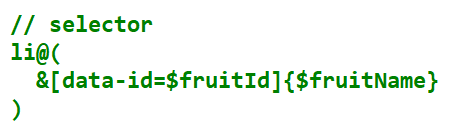 // selector
li@(
  &[data-id=$fruitId]{$fruitName}
)